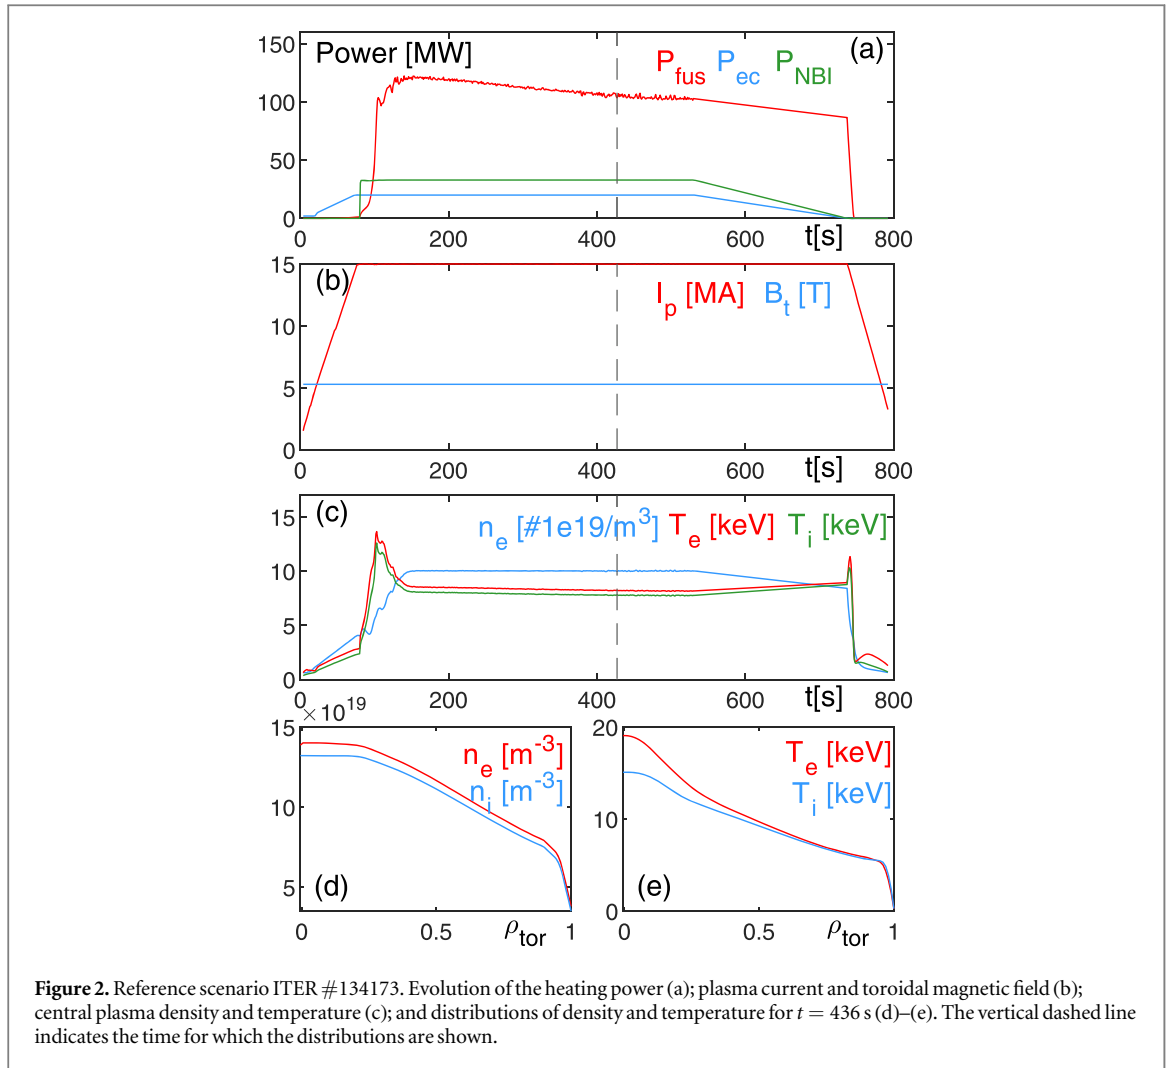 150
100
50
0
Power [MW]
P_fus P_ec P_NBI
(a)
0 200 400 600 800
t[s]
15
10
5
0
(b)
I_p [MA] B_t [T]
0 200 400 600 800
t[s]
15
10
5
0
(c)
n_e [#1e19/m^3] T_e [keV] T_i [keV]
0 200 400 600 800
t[s]
×10^19
15
10
5
n_e [m^-3]
n_i [m^-3]
(d)
0 0.5 1
ρ_tor
20
10
0
T_e [keV]
T_i [keV]
(e)
0 0.5 1
ρ_tor
Figure 2. Reference scenario ITER #134173. Evolution of the heating power (a); plasma current and toroidal magnetic field (b);
central plasma density and temperature (c); and distributions of density and temperature for t = 436 s (d)–(e). The vertical dashed line
indicates the time for which the distributions are shown.